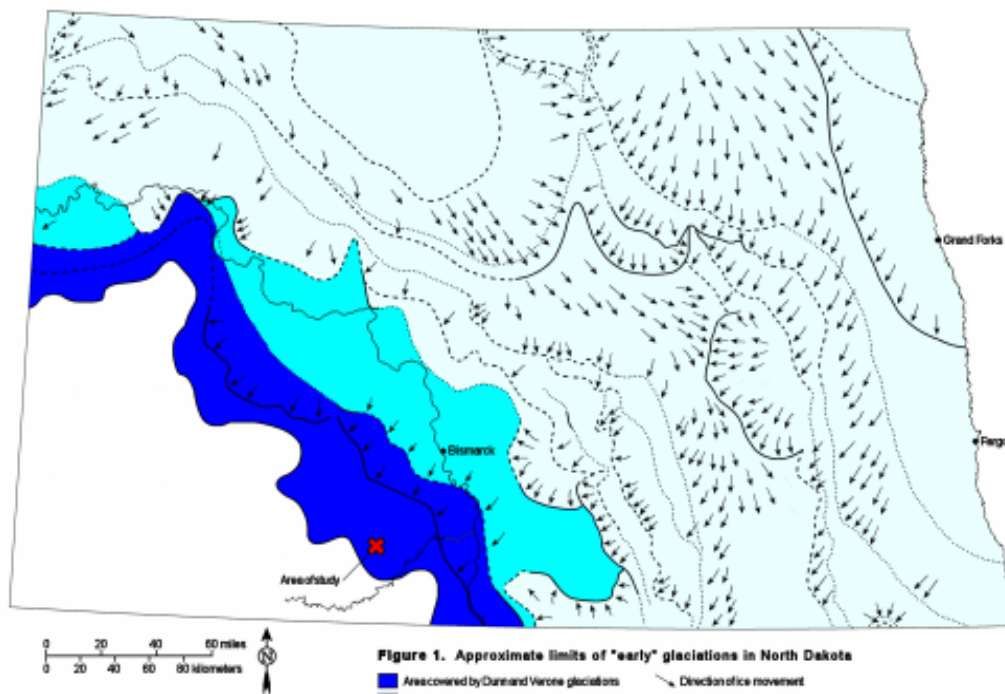 Grand Forks
Fargo
Bismarck
Area of study
0 20 40 60 miles
0 20 40 60 80 kilometers
N
Figure 1. Approximate limits of "early" glaciations in North Dakota
Area covered by Dunn and Verone glaciations
Direction of ice movement